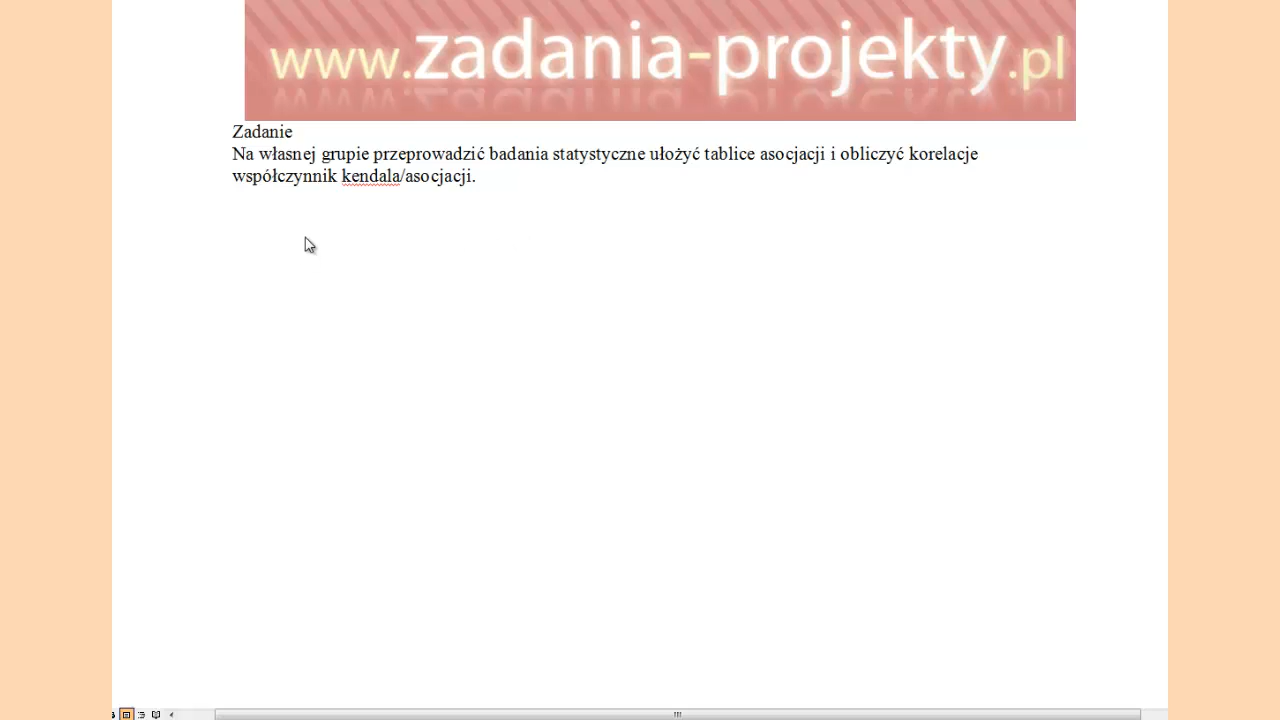 www.zadania-projekty.pl
Zadanie
Na własnej grupie przeprowadzić badania statystyczne ułożyć tablice asocjacji i obliczyć korelacje
współczynnik kendala/asocjacji.